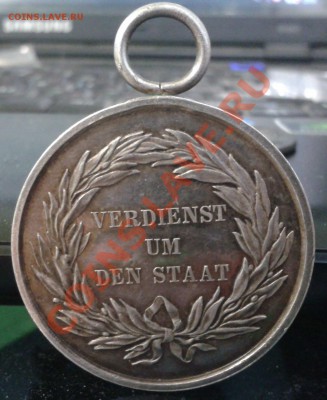 COINS.LAVE.RU
VERDIENST
UM
DEN STAAT
COINS.LAVE.RU